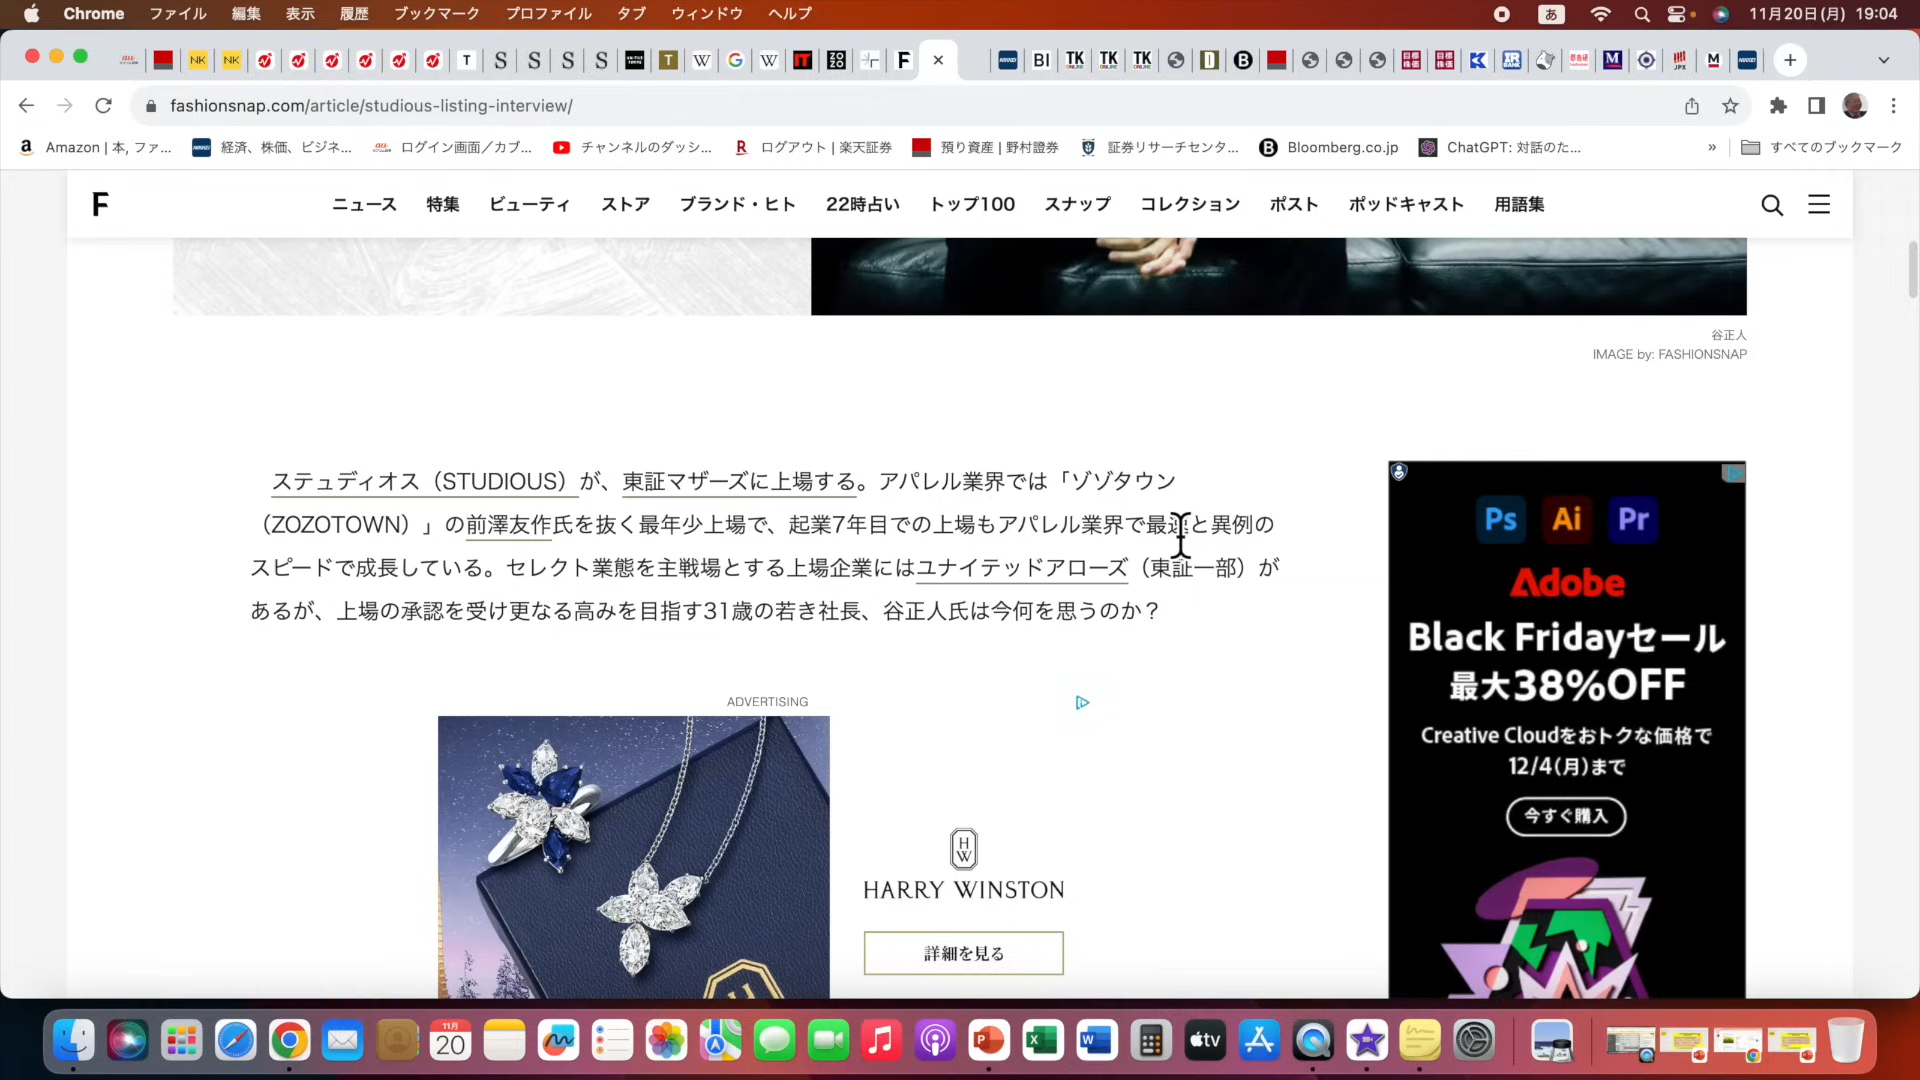 Chrome ファイル 編集 表示 履歴 ブックマーク プロファイル タブ ウィンドウ ヘルプ あ 11月20日(月) 19:04
NK NK T S S S S T W G W IT ZOZO F BI TK TK TK D B K M M
fashionsnap.com/article/studious-listing-interview/
Amazon | 本, ファ... 経済、株価、ビジネ... ログイン画面／カブ... チャンネルのダッシ... ログアウト | 楽天証券 預り資産 | 野村證券 証券リサーチセンタ... Bloomberg.co.jp ChatGPT: 対話のた... » すべてのブックマーク
F ニュース 特集 ビューティ ストア ブランド・ヒト 22時占い トップ100 スナップ コレクション ポスト ポッドキャスト 用語集
谷正人
IMAGE by: FASHIONSNAP
ステュディオス（STUDIOUS）が、東証マザーズに上場する。アパレル業界では「ゾゾタウン
（ZOZOTOWN）」の前澤友作氏を抜く最年少上場で、起業7年目での上場もアパレル業界で最速と異例の
スピードで成長している。セレクト業態を主戦場とする上場企業にはユナイテッドアローズ（東証一部）が
あるが、上場の承認を受け更なる高みを目指す31歳の若き社長、谷正人氏は今何を思うのか？
ADVERTISING
HW
HARRY WINSTON
詳細を見る
Ps Ai Pr
Adobe
Black Fridayセール
最大38%OFF
Creative Cloudをおトクな価格で
12/4(月)まで
今すぐ購入
11月
20
tv